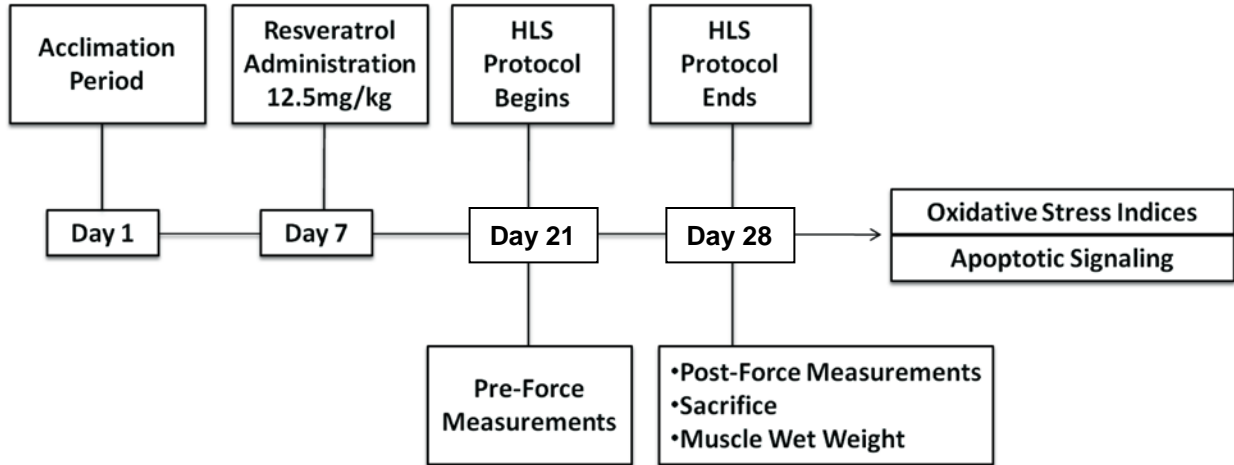 Acclimation
Period
Resveratrol
Administration
12.5mg/kg
HLS
Protocol
Begins
HLS
Protocol
Ends
Day 1
Day 7
Day 21
Day 28
Oxidative Stress Indices
Apoptotic Signaling
Pre-Force
Measurements
•Post-Force Measurements
•Sacrifice
•Muscle Wet Weight